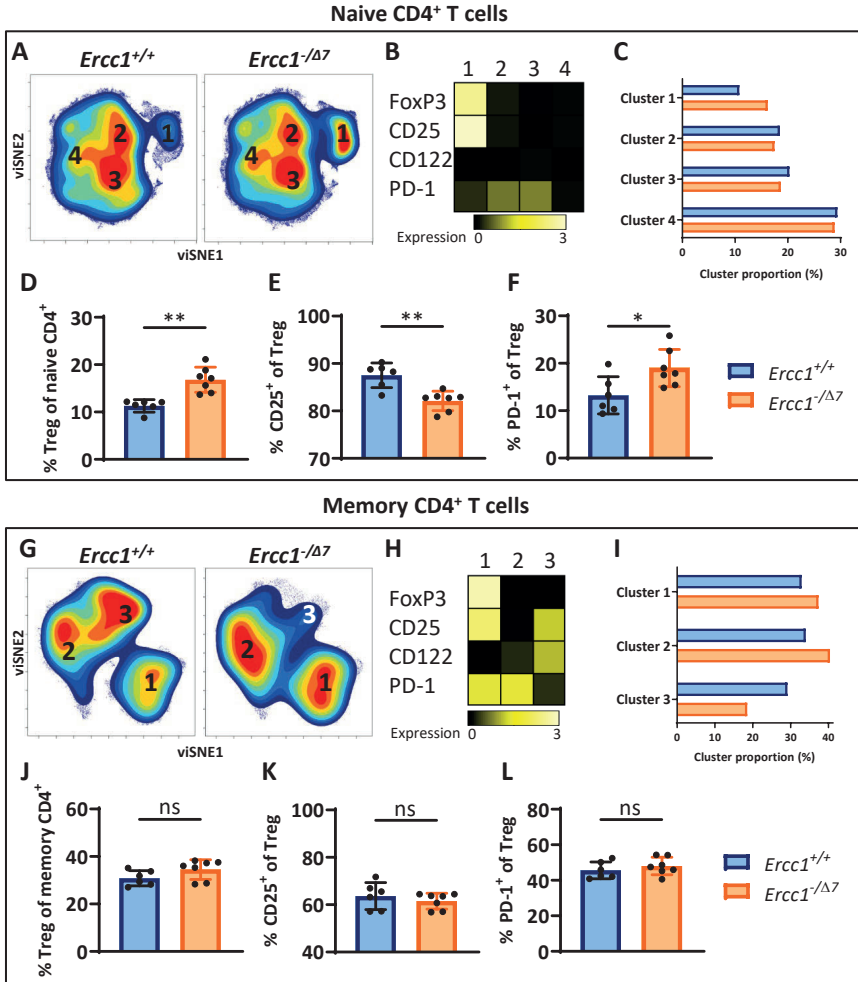 Naive CD4⁺ T cells
A
Ercc1⁺/⁺
Ercc1⁻/Δ7
viSNE2
4
2
3
1
4
2
3
1
viSNE1
B
1 2 3 4
FoxP3
CD25
CD122
PD-1
Expression
0 3
C
Cluster 1
Cluster 2
Cluster 3
Cluster 4
0 10 20 30
Cluster proportion (%)
D
% Treg of naive CD4⁺
30
20
10
0
**
E
% CD25⁺ of Treg
100
90
80
70
**
F
% PD-1⁺ of Treg
30
20
10
0
*
Ercc1⁺/⁺
Ercc1⁻/Δ7
Memory CD4⁺ T cells
G
Ercc1⁺/⁺
Ercc1⁻/Δ7
viSNE2
3
2
1
3
2
1
viSNE1
H
1 2 3
FoxP3
CD25
CD122
PD-1
Expression
0 3
I
Cluster 1
Cluster 2
Cluster 3
0 10 20 30 40
Cluster proportion (%)
J
% Treg of memory CD4⁺
60
40
20
0
ns
K
% CD25⁺ of Treg
100
80
60
40
ns
L
% PD-1⁺ of Treg
80
60
40
20
0
ns
Ercc1⁺/⁺
Ercc1⁻/Δ7